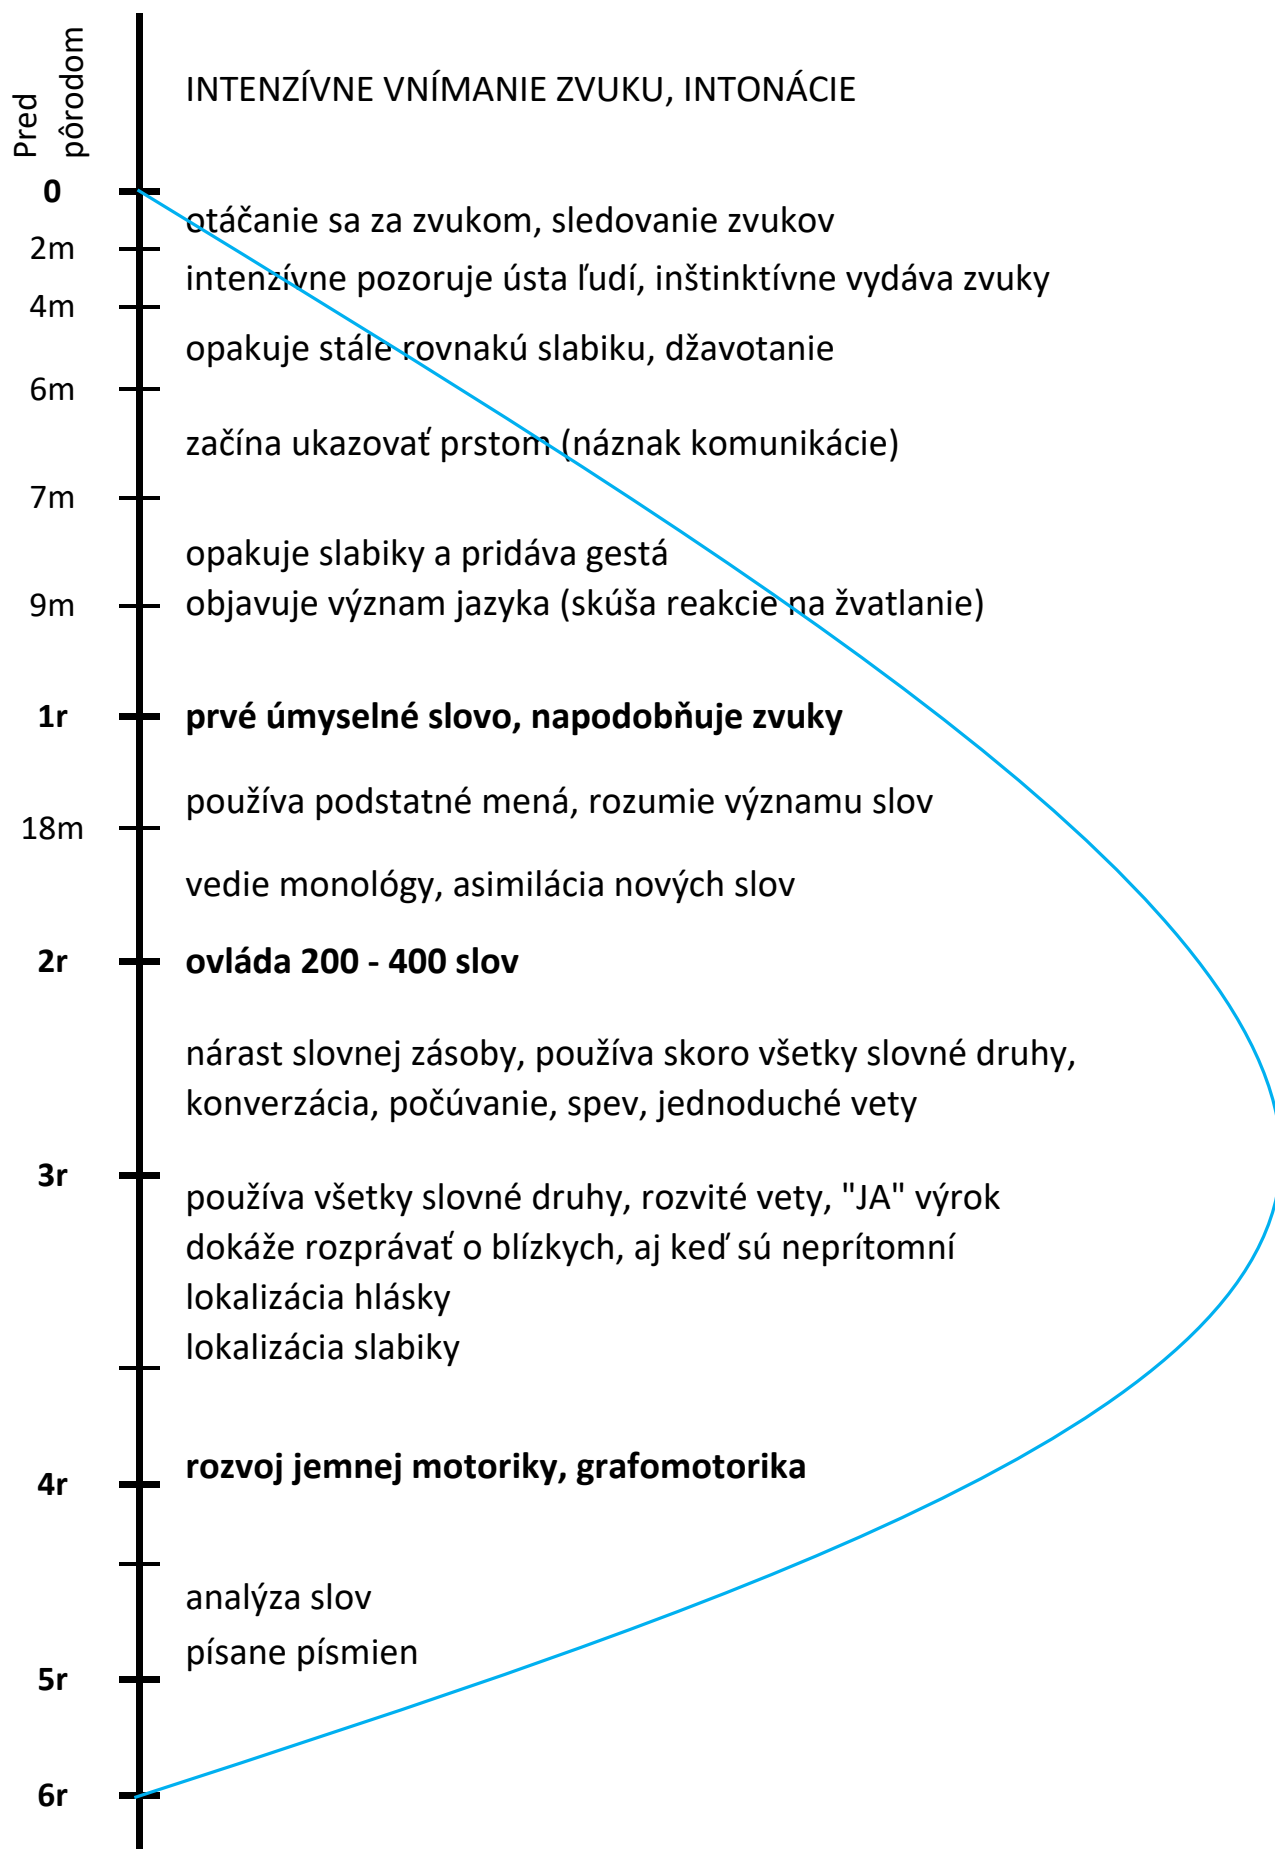 Pred
pôrodom
INTENZÍVNE VNÍMANIE ZVUKU, INTONÁCIE
0
otáčanie sa za zvukom, sledovanie zvukov
2m
intenzívne pozoruje ústa ľudí, inštinktívne vydáva zvuky
4m
opakuje stále rovnakú slabiku, džavotanie
6m
začína ukazovať prstom (náznak komunikácie)
7m
opakuje slabiky a pridáva gestá
9m
objavuje význam jazyka (skúša reakcie na žvatlanie)
1r
prvé úmyselné slovo, napodobňuje zvuky
používa podstatné mená, rozumie významu slov
18m
vedie monológy, asimilácia nových slov
2r
ovláda 200 - 400 slov
nárast slovnej zásoby, používa skoro všetky slovné druhy,
konverzácia, počúvanie, spev, jednoduché vety
3r
používa všetky slovné druhy, rozvité vety, "JA" výrok
dokáže rozprávať o blízkych, aj keď sú neprítomní
lokalizácia hlásky
lokalizácia slabiky
rozvoj jemnej motoriky, grafomotorika
4r
analýza slov
písane písmien
5r
6r